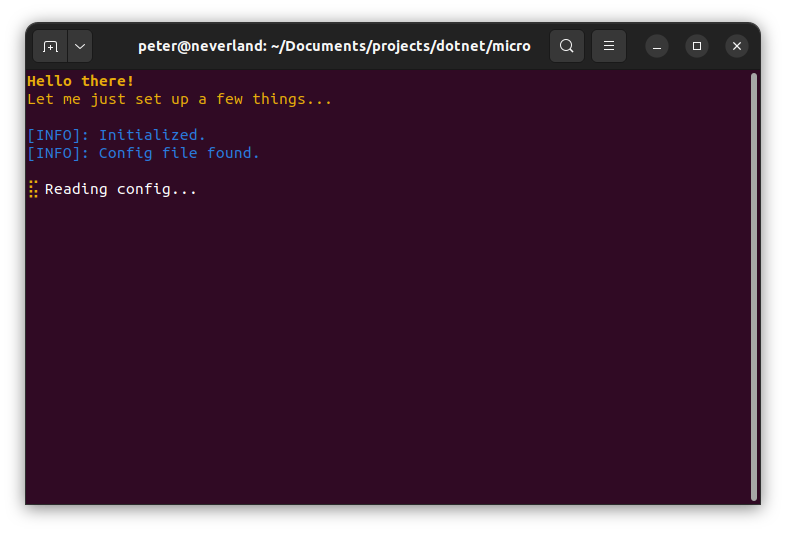 peter@neverland: ~/Documents/projects/dotnet/micro
Hello there!
Let me just set up a few things...
[INFO]: Initialized.
[INFO]: Config file found.
⣯ Reading config...